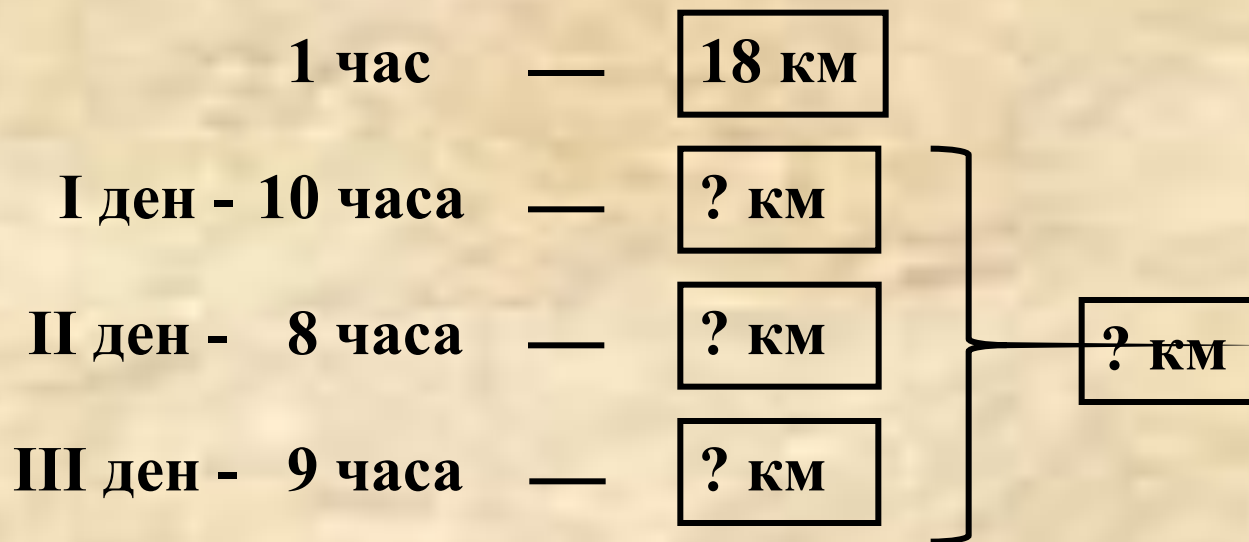 1 час — 18 км
I ден - 10 часа — ? км
II ден - 8 часа — ? км
? км
III ден - 9 часа — ? км